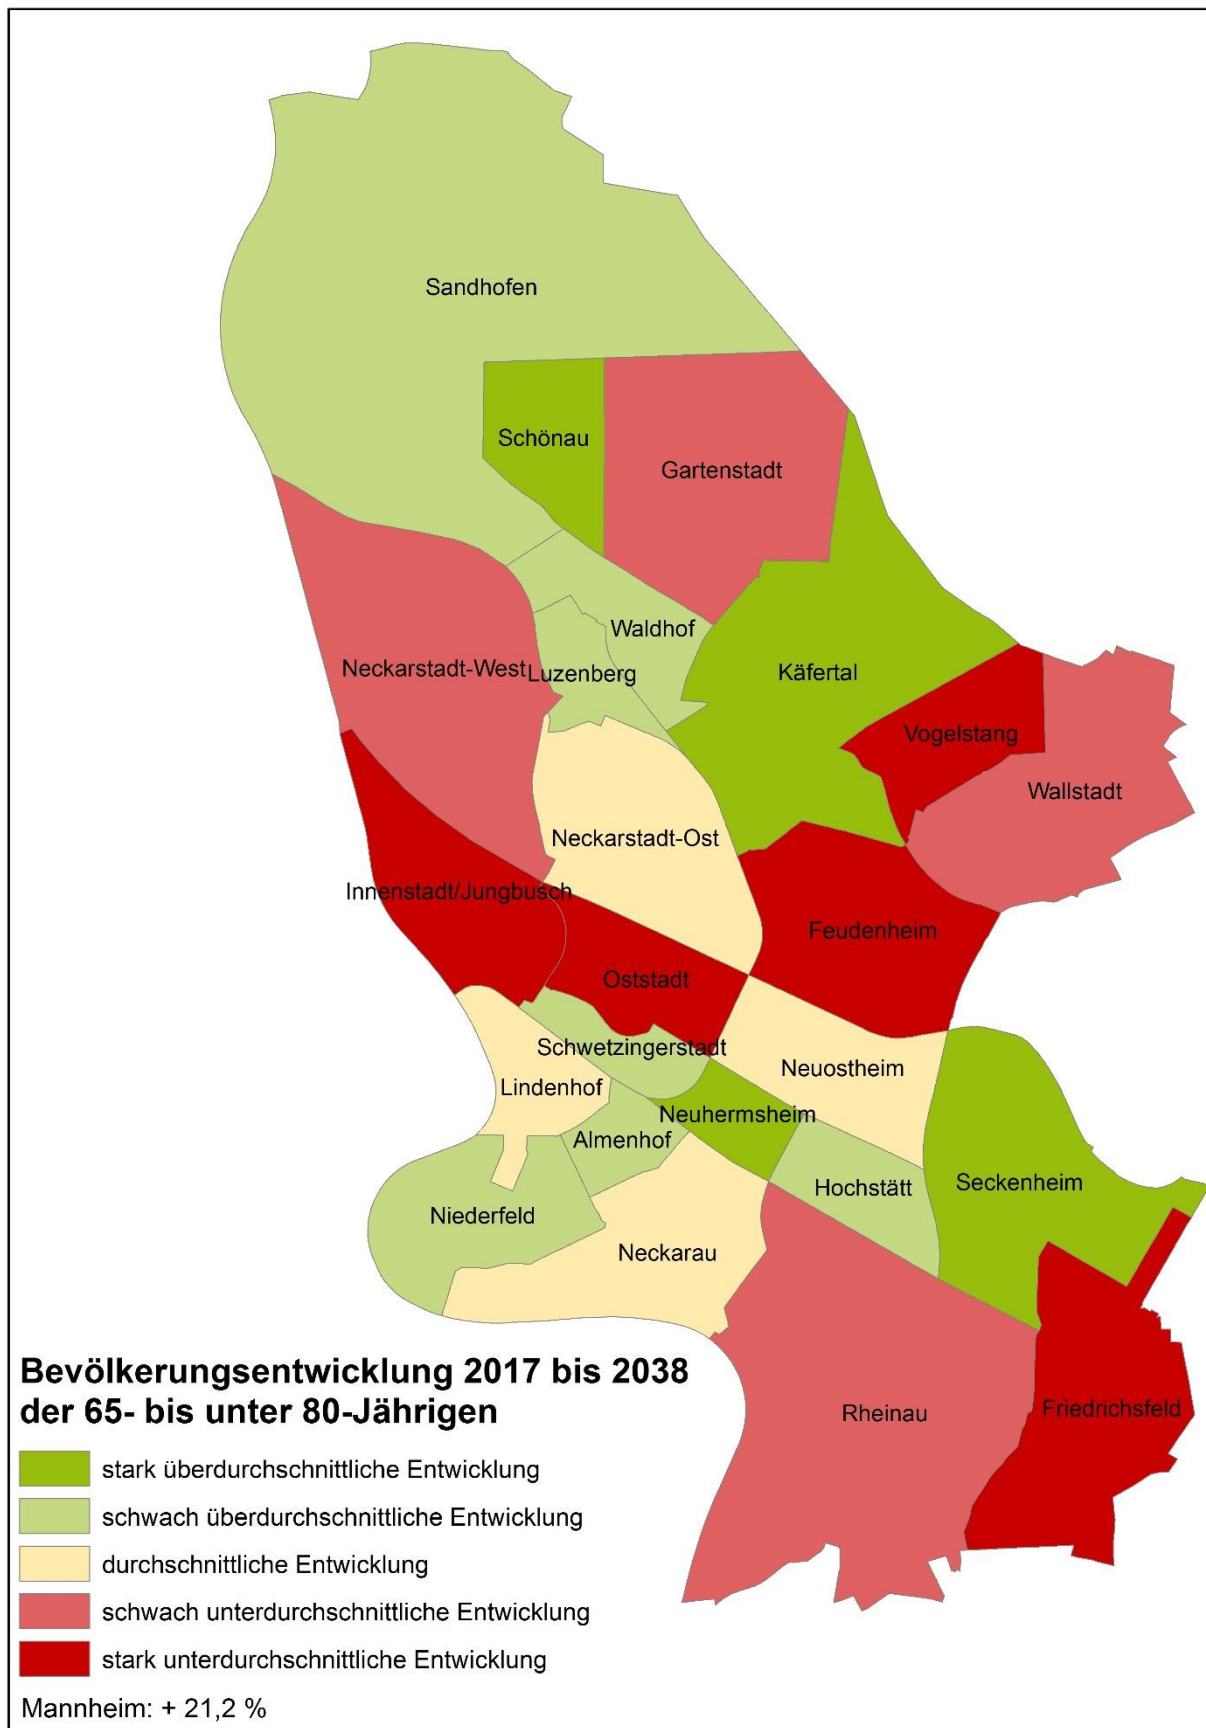 Sandhofen
Schönau
Gartenstadt
Waldhof
Neckarstadt-West
Luzenberg
Käfertal
Vogelstang
Wallstadt
Neckarstadt-Ost
Innenstadt/Jungbusch
Feudenheim
Oststadt
Schwetzingerstadt
Neuostheim
Lindenhof
Neuhermsheim
Almenhof
Hochstätt
Seckenheim
Niederfeld
Neckarau
Rheinau
Friedrichsfeld
Bevölkerungsentwicklung 2017 bis 2038
der 65- bis unter 80-Jährigen
stark überdurchschnittliche Entwicklung
schwach überdurchschnittliche Entwicklung
durchschnittliche Entwicklung
schwach unterdurchschnittliche Entwicklung
stark unterdurchschnittliche Entwicklung
Mannheim: + 21,2 %